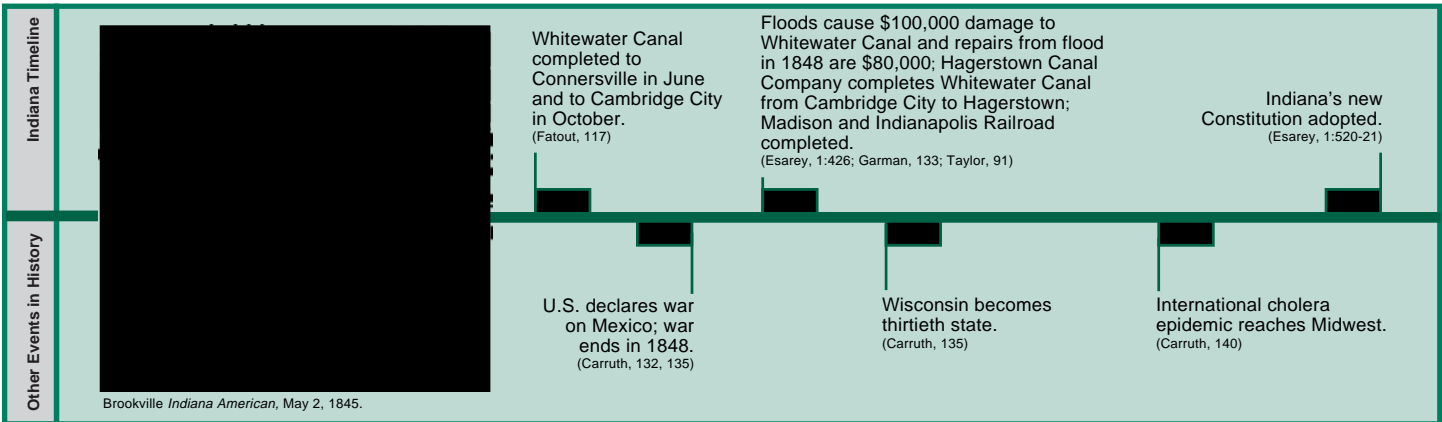 Indiana Timeline
Whitewater Canal
completed to
Connersville in June
and to Cambridge City
in October.
(Fatout, 117)
Floods cause $100,000 damage to
Whitewater Canal and repairs from flood
in 1848 are $80,000; Hagerstown Canal
Company completes Whitewater Canal
from Cambridge City to Hagerstown;
Madison and Indianapolis Railroad
completed.
(Esarey, 1:426; Garman, 133; Taylor, 91)
Indiana’s new
Constitution adopted.
(Esarey, 1:520-21)
Other Events in History
U.S. declares war
on Mexico; war
ends in 1848.
(Carruth, 132, 135)
Wisconsin becomes
thirtieth state.
(Carruth, 135)
International cholera
epidemic reaches Midwest.
(Carruth, 140)
Brookville Indiana American, May 2, 1845.